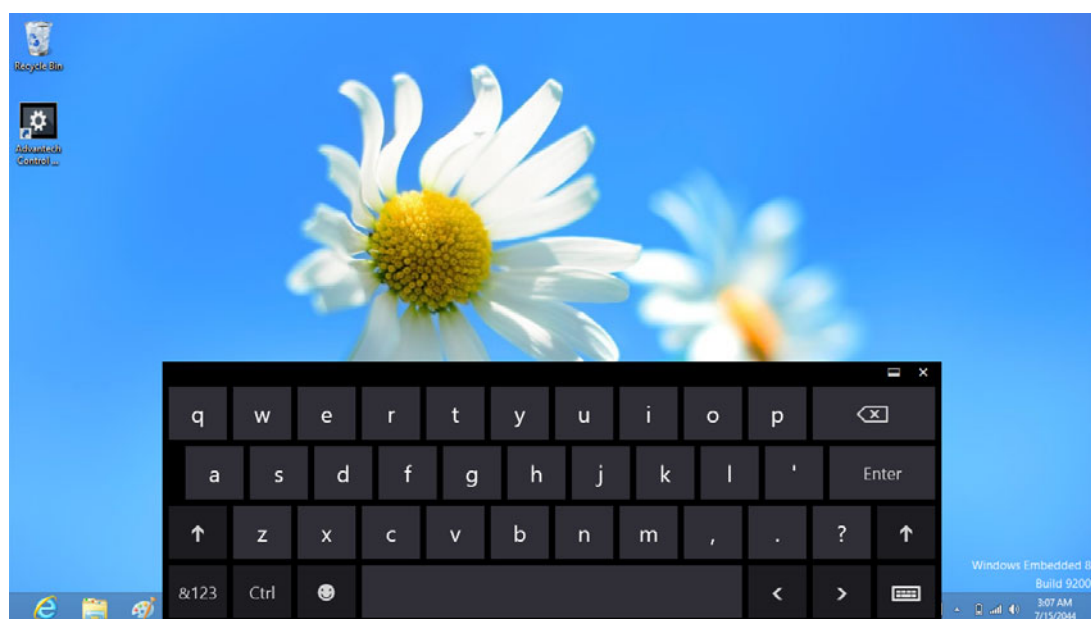 Recycle Bin
Advantech
Control ...
q w e r t y u i o p
a s d f g h j k l ' Enter
z x c v b n m , . ?
&123 Ctrl < >
Windows Embedded 8
Build 9200
3:07 AM
7/15/2044